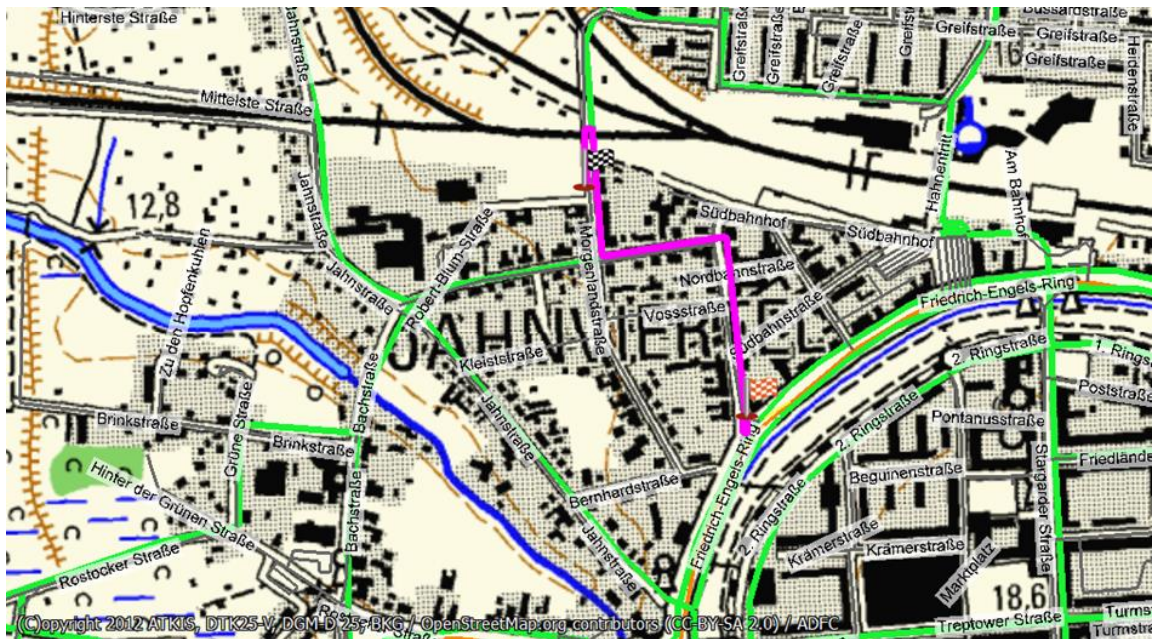 Hinterste Straße
Jahnstraße
Greifstraße
Greifstraße
Greifstraße
Greifstraße
Greifstraße
Bussardstraße
Greifstraße
Greifstraße
Heidenstraße
16
Mittelste Straße
Jahnstraße
12,8
Zu den Hopfenkuhlen
Jahnstraße
Robert-Blum-Straße
Morgenlandstraße
Südbahnhof
Südbahnhof
Hahnentritt
Am Bahnhof
Nordbahnstraße
Friedrich-Engels-Ring
Vossstraße
Südbahnstraße
JAHNVIERTEL
Kleiststraße
2. Ringstraße
1. Ringst
Poststraße
Bachstraße
Grüne Straße
Brinkstraße
Brinkstraße
Jahnstraße
2. Ringstraße
Pontanusstraße
Hinter der Grünen Straße
Bernhardstraße
Friedrich-Engels-Ring
Beguinenstraße
Friedländer
Stargarder Straße
Bachstraße
Jahnstraße
2. Ringstraße
Krämerstraße
Krämerstraße
Marktplatz
Rostocker Straße
18,6
Treptower Straße
Turmst
Turmst
(C)opyright 2012 ATKIS, DTK25-V, DGM-D 25; BKG / OpenStreetMap.org contributors (CC-BY-SA 2.0) / ADFC